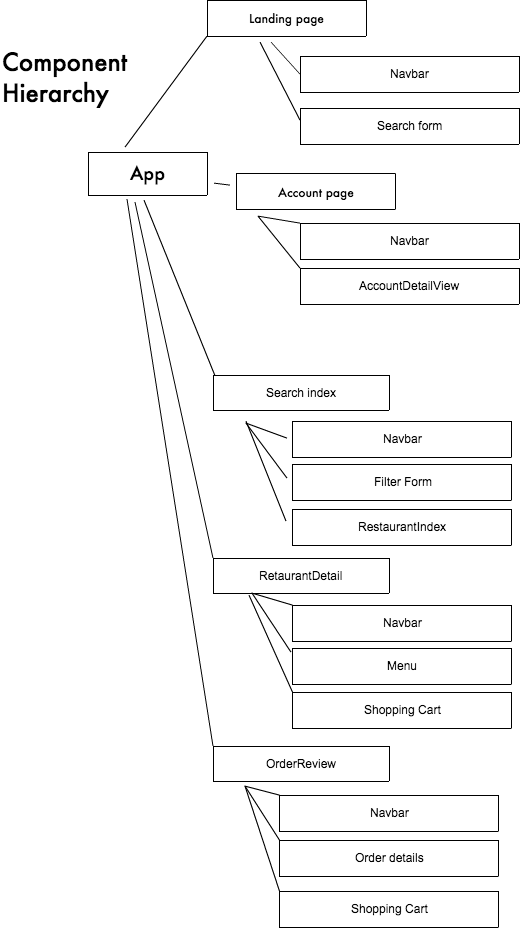 Landing page
Component
Hierarchy
Navbar
Search form
App
Account page
Navbar
AccountDetailView
Search index
Navbar
Filter Form
RestaurantIndex
RetaurantDetail
Navbar
Menu
Shopping Cart
OrderReview
Navbar
Order details
Shopping Cart